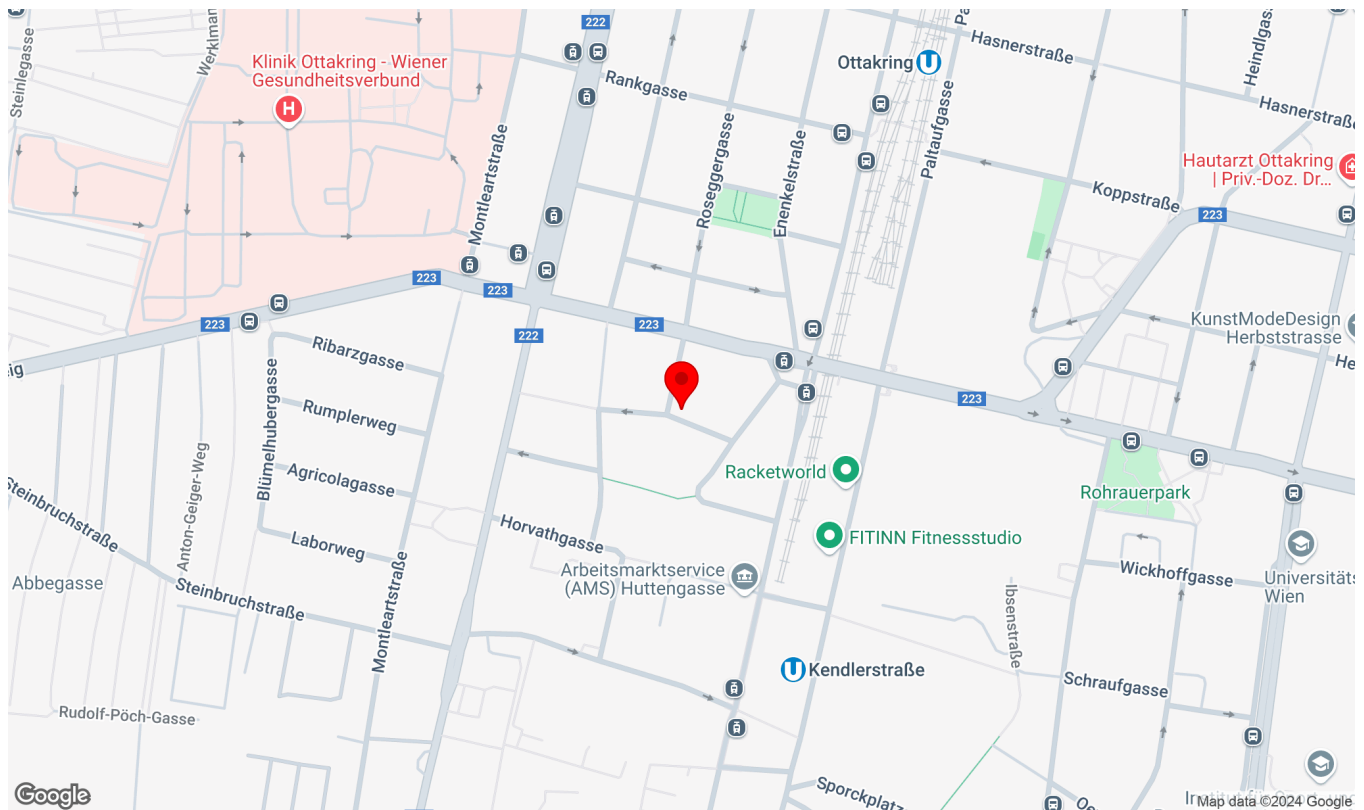 222
Klinik Ottakring - Wiener
Gesundheitsverbund
H
Steinlegasse
Rankgasse
Ottakring
U
Hasnerstraße
Heindlgasse
Hasnerstraße
Montleartstraße
Roseggergasse
Enenkelstraße
Paltaufgasse
Koppstraße
Hautarzt Ottakring
| Priv.-Doz. Dr...
223
223
223
223
223
222
KunstModeDesign
Herbststrasse
Ribarzgasse
Rumplerweg
Blümelhubergasse
223
Agricolagasse
Racketworld
Rohrauerpark
Anton-Geiger-Weg
Steinbruchstraße
Horvathgasse
Laborweg
FITINN Fitnessstudio
Arbeitsmarktservice
(AMS) Huttengasse
Wickhoffgasse
Abbegasse
Steinbruchstraße
Montleartstraße
Ibsenstraße
Wien
U
Kendlerstraße
Schraufgasse
Rudolf-Pöch-Gasse
Sporckplatz
Google
Map data ©2024 Google